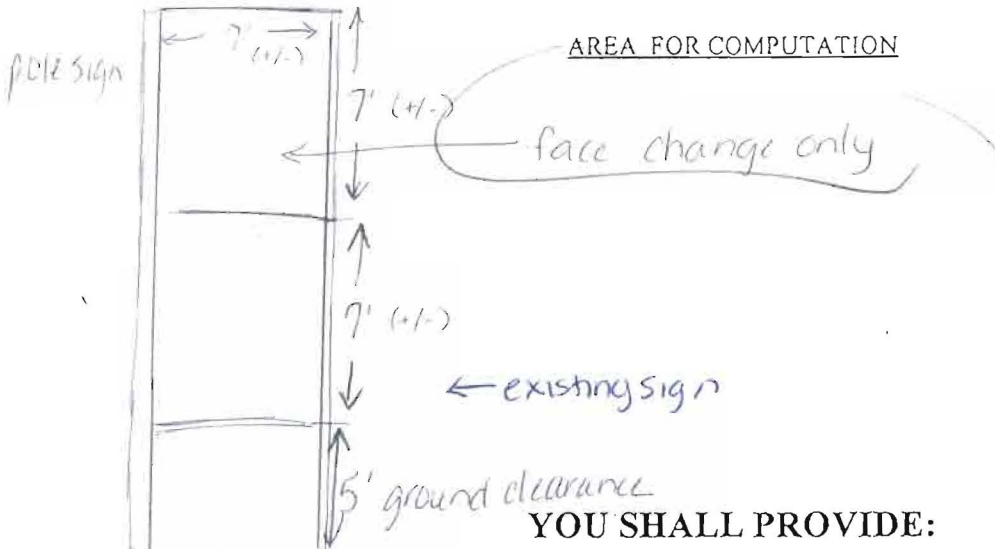 AREA FOR COMPUTATION
7'
(+/-)
pole sign
7' (+/-)
face change only
7' (+/-)
← existing sign
5' ground clearance
YOU SHALL PROVIDE: